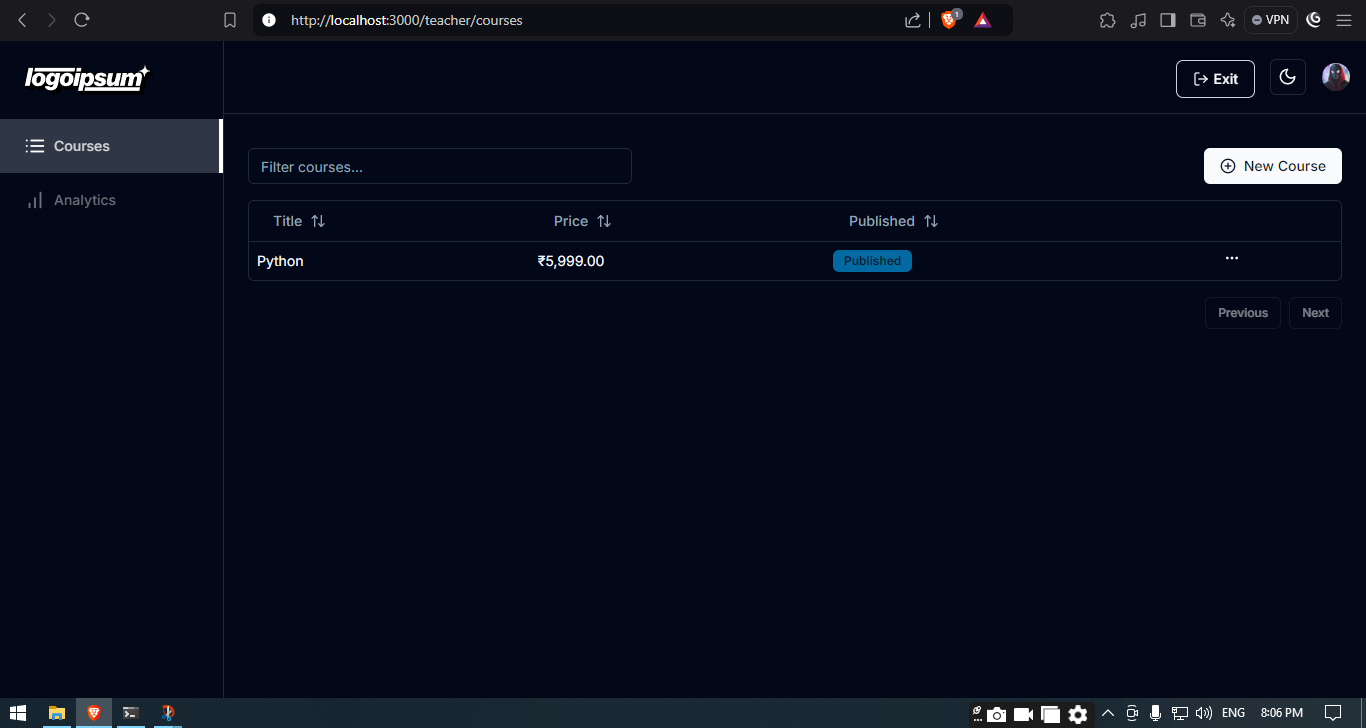 http://localhost:3000/teacher/courses
1
VPN
logoipsum
Exit
Courses
Analytics
Filter courses...
New Course
Title Price Published
Python ₹5,999.00 Published ...
Previous Next
ENG 8:06 PM